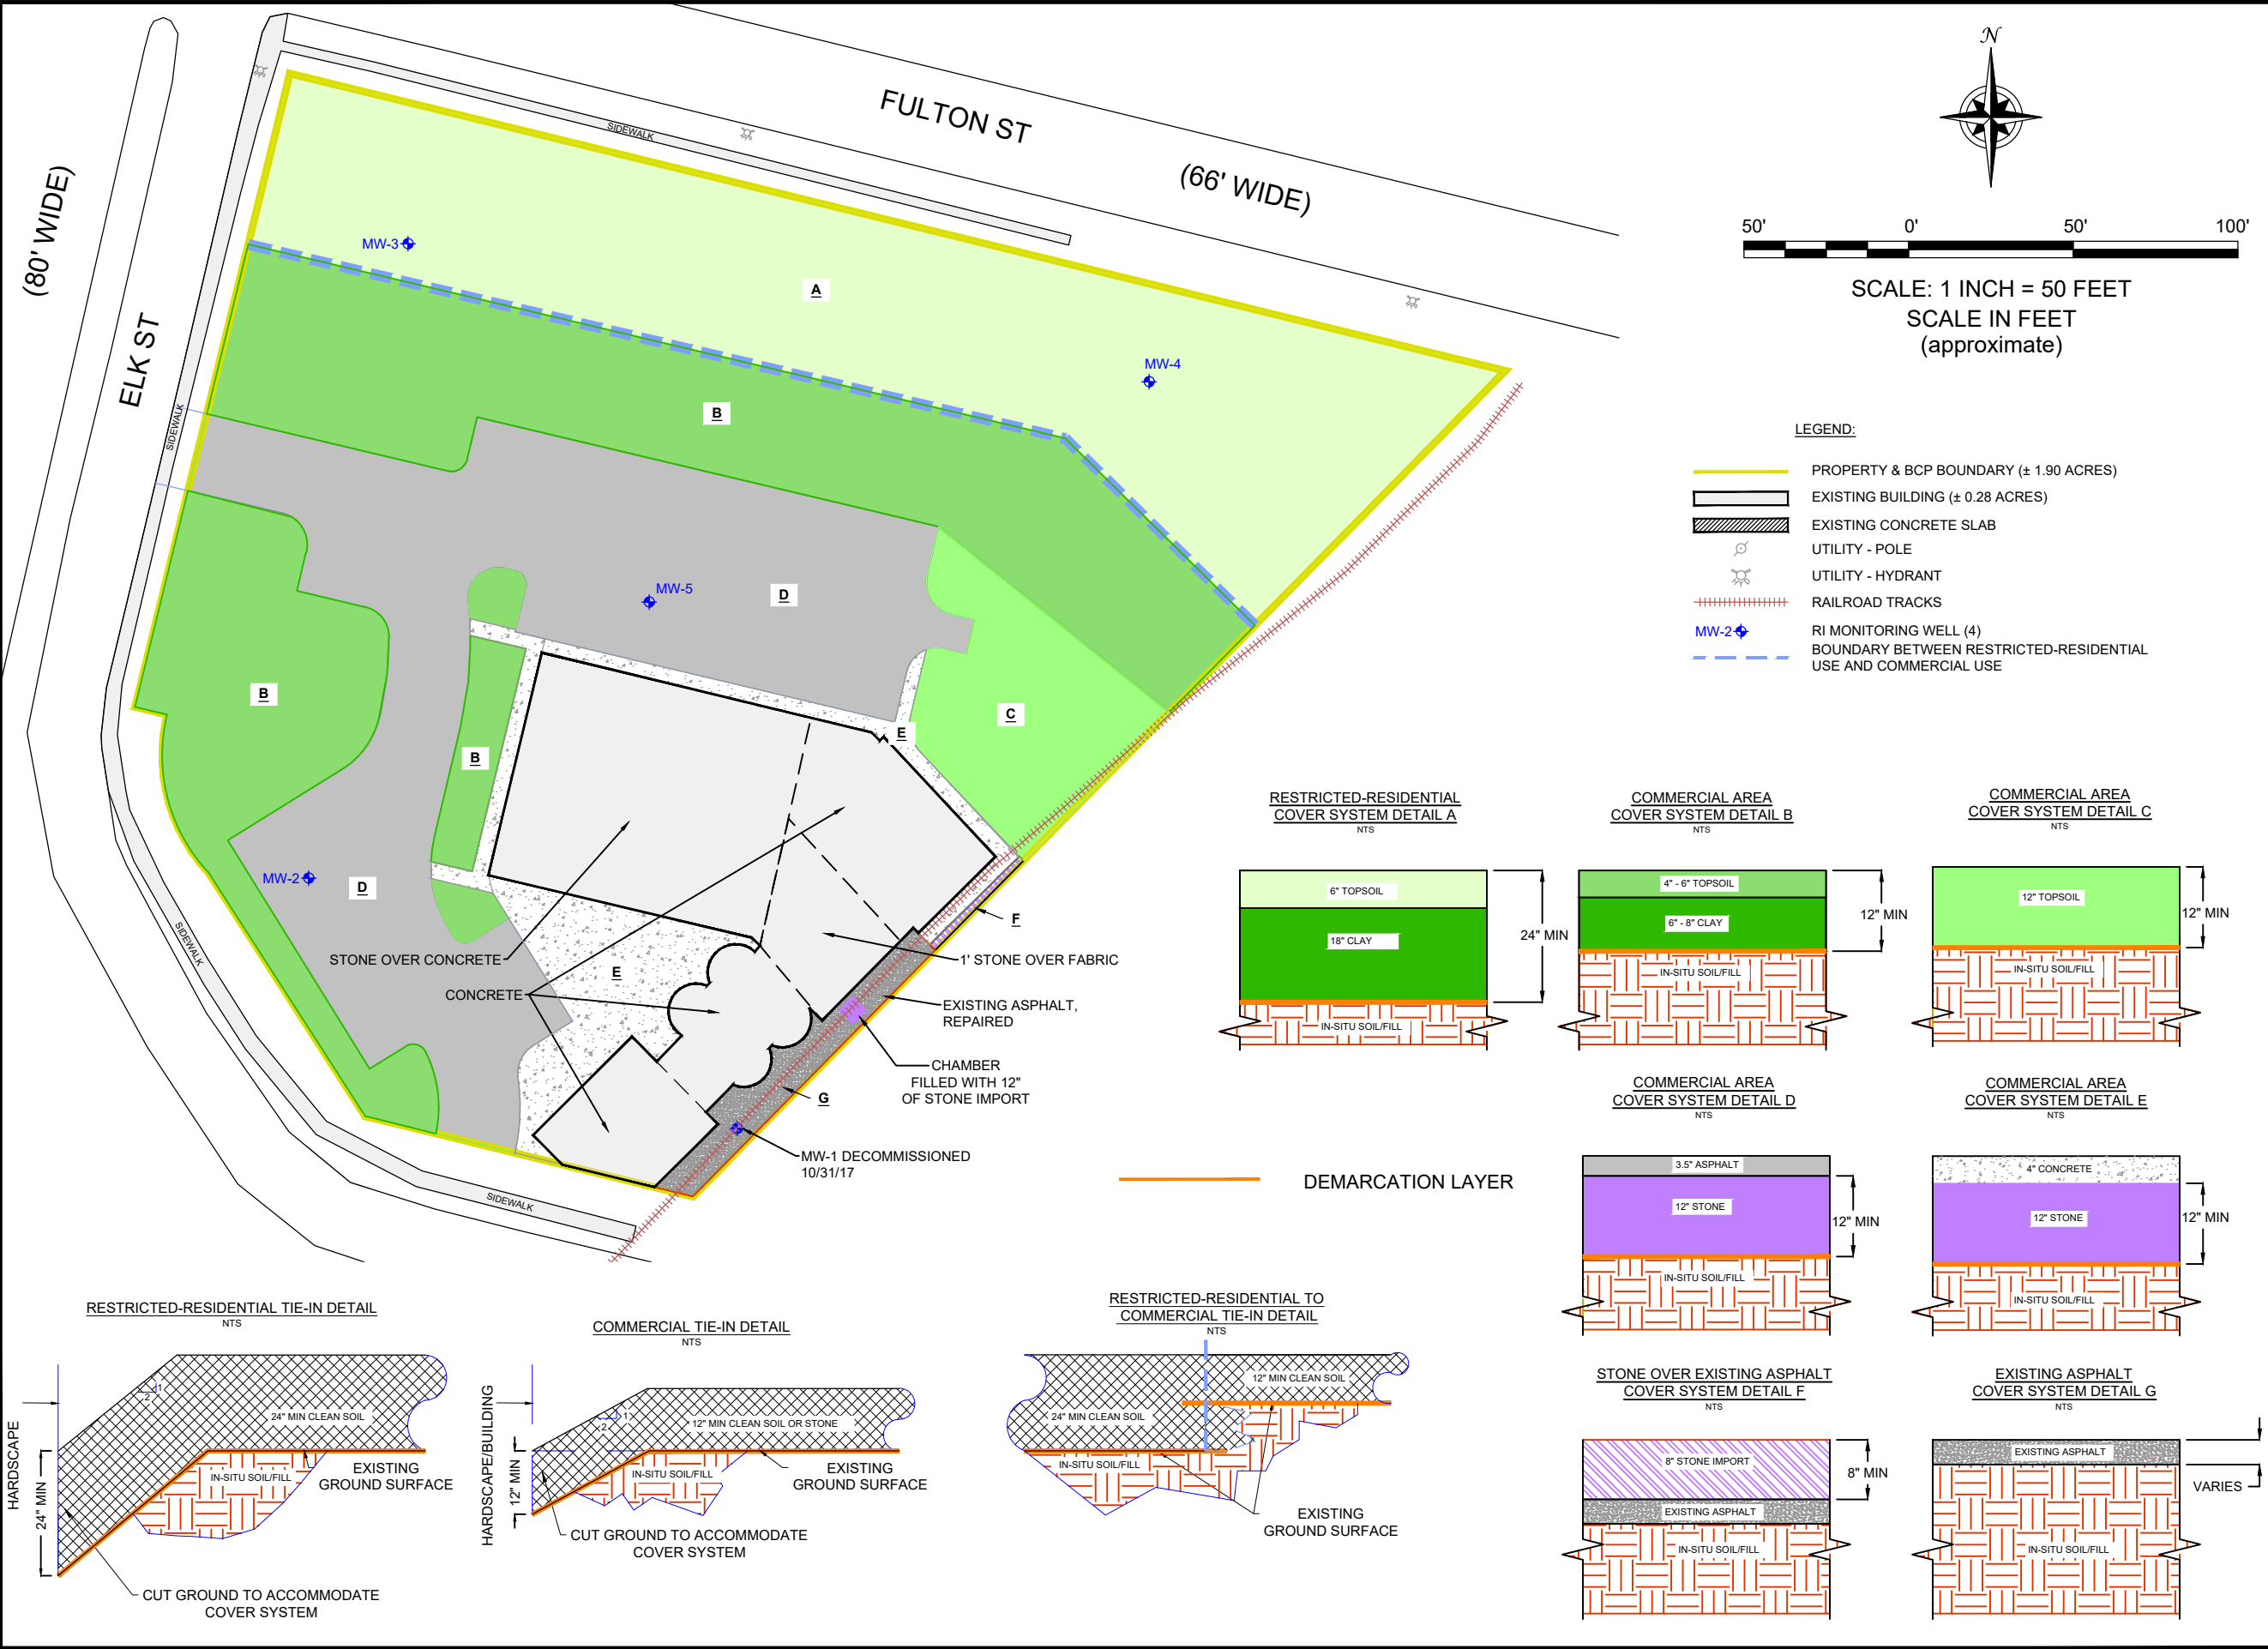 FULTON ST
(66' WIDE)
(80' WIDE)
ELK ST
SIDEWALK
SIDEWALK
SIDEWALK
SIDEWALK
N
50'
0'
50'
100'
SCALE: 1 INCH = 50 FEET
SCALE IN FEET
(approximate)
LEGEND:
PROPERTY & BCP BOUNDARY (± 1.90 ACRES)
EXISTING BUILDING (± 0.28 ACRES)
EXISTING CONCRETE SLAB
UTILITY - POLE
UTILITY - HYDRANT
RAILROAD TRACKS
MW-2
RI MONITORING WELL (4)
BOUNDARY BETWEEN RESTRICTED-RESIDENTIAL
USE AND COMMERCIAL USE
MW-3
A
MW-4
B
MW-5
D
B
C
E
B
MW-2
D
F
STONE OVER CONCRETE
E
1' STONE OVER FABRIC
CONCRETE
EXISTING ASPHALT,
REPAIRED
CHAMBER
FILLED WITH 12"
OF STONE IMPORT
G
MW-1 DECOMMISSIONED
10/31/17
DEMARCATION LAYER
RESTRICTED-RESIDENTIAL
COVER SYSTEM DETAIL A
NTS
6" TOPSOIL
18" CLAY
IN-SITU SOIL/FILL
24" MIN
COMMERCIAL AREA
COVER SYSTEM DETAIL B
NTS
4" - 6" TOPSOIL
6" - 8" CLAY
IN-SITU SOIL/FILL
12" MIN
COMMERCIAL AREA
COVER SYSTEM DETAIL C
NTS
12" TOPSOIL
IN-SITU SOIL/FILL
12" MIN
COMMERCIAL AREA
COVER SYSTEM DETAIL D
NTS
3.5" ASPHALT
12" STONE
IN-SITU SOIL/FILL
12" MIN
COMMERCIAL AREA
COVER SYSTEM DETAIL E
NTS
4" CONCRETE
12" STONE
IN-SITU SOIL/FILL
12" MIN
STONE OVER EXISTING ASPHALT
COVER SYSTEM DETAIL F
NTS
8" STONE IMPORT
EXISTING ASPHALT
IN-SITU SOIL/FILL
8" MIN
EXISTING ASPHALT
COVER SYSTEM DETAIL G
NTS
EXISTING ASPHALT
IN-SITU SOIL/FILL
VARIES
RESTRICTED-RESIDENTIAL TIE-IN DETAIL
NTS
1
2
24" MIN CLEAN SOIL
IN-SITU SOIL/FILL
EXISTING
GROUND SURFACE
HARDSCAPE
24" MIN
CUT GROUND TO ACCOMMODATE
COVER SYSTEM
COMMERCIAL TIE-IN DETAIL
NTS
1
2
12" MIN CLEAN SOIL OR STONE
IN-SITU SOIL/FILL
EXISTING
GROUND SURFACE
HARDSCAPE/BUILDING
12" MIN
CUT GROUND TO ACCOMMODATE
COVER SYSTEM
RESTRICTED-RESIDENTIAL TO
COMMERCIAL TIE-IN DETAIL
NTS
12" MIN CLEAN SOIL
24" MIN CLEAN SOIL
IN-SITU SOIL/FILL
EXISTING
GROUND SURFACE